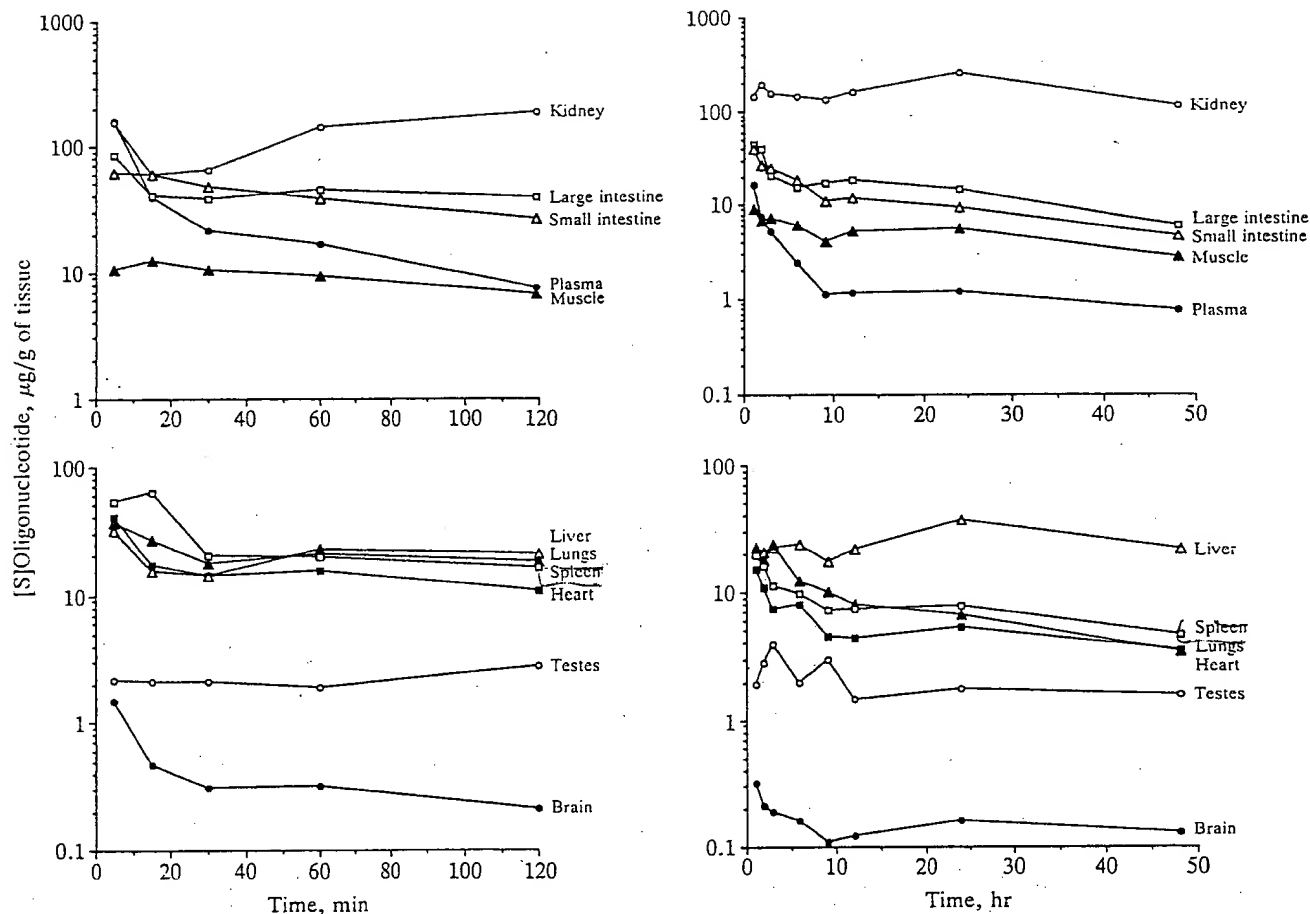 [S]Oligonucleotide, µg/g of tissue
1000
100
10
1
0 20 40 60 80 100 120
Kidney
Large intestine
Small intestine
Plasma
Muscle
1000
100
10
1
0.1
0 10 20 30 40 50
Kidney
Large intestine
Small intestine
Muscle
Plasma
100
10
1
0.1
0 20 40 60 80 100 120
Liver
Lungs
Spleen
Heart
Testes
Brain
Time, min
100
10
1
0.1
0 10 20 30 40 50
Liver
Spleen
Lungs
Heart
Testes
Brain
Time, hr